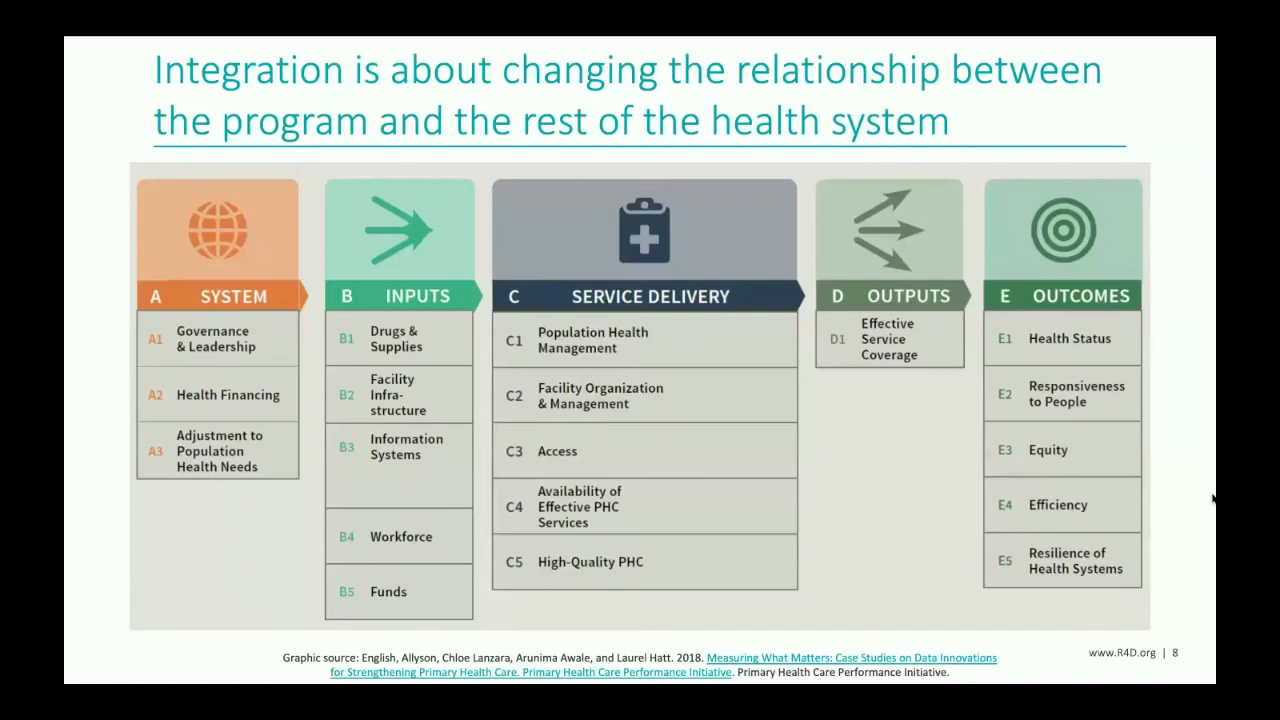 Integration is about changing the relationship between
the program and the rest of the health system
A SYSTEM
A1 Governance
& Leadership
A2 Health Financing
A3 Adjustment to
Population
Health Needs
B INPUTS
B1 Drugs &
Supplies
B2 Facility
Infra-
structure
B3 Information
Systems
B4 Workforce
B5 Funds
C SERVICE DELIVERY
C1 Population Health
Management
C2 Facility Organization
& Management
C3 Access
C4 Availability of
Effective PHC
Services
C5 High-Quality PHC
D OUTPUTS
D1 Effective
Service
Coverage
E OUTCOMES
E1 Health Status
E2 Responsiveness
to People
E3 Equity
E4 Efficiency
E5 Resilience of
Health Systems
Graphic source: English, Allyson, Chloe Lanzara, Arunima Awale, and Laurel Hatt. 2018. Measuring What Matters: Case Studies on Data Innovations
for Strengthening Primary Health Care. Primary Health Care Performance Initiative. Primary Health Care Performance Initiative.
www.R4D.org | 8